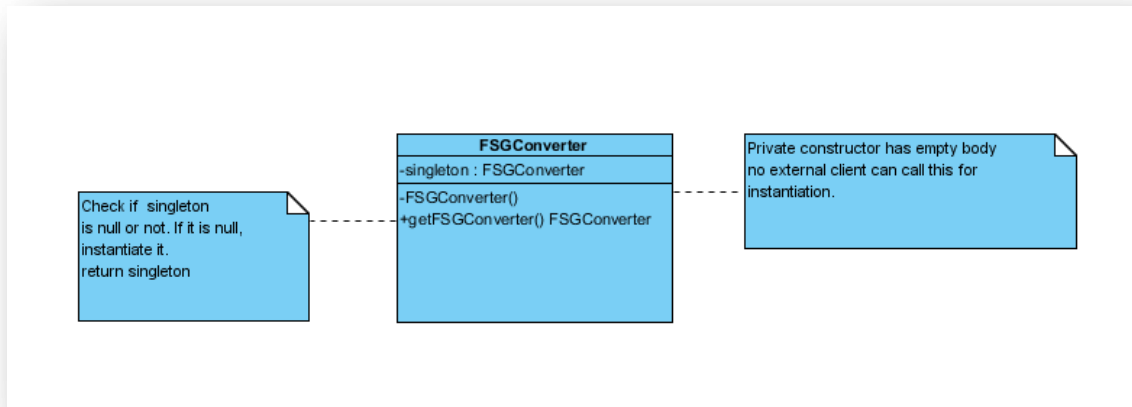 FSGConverter
-singleton : FSGConverter
-FSGConverter()
+getFSGConverter() FSGConverter
Check if singleton
is null or not. If it is null,
instantiate it.
return singleton
Private constructor has empty body
no external client can call this for
instantiation.